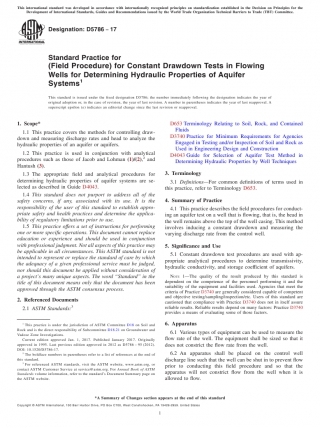 This international standard was developed in accordance with internationally recognized principles on standardization established in the Decision on Principles for the
Development of International Standards, Guides and Recommendations issued by the World Trade Organization Technical Barriers to Trade (TBT) Committee.
Designation: D5786 − 17
Standard Practice for
(Field Procedure) for Constant Drawdown Tests in Flowing
Wells for Determining Hydraulic Properties of Aquifer
Systems1
This standard is issued under the fixed designation D5786; the number immediately following the designation indicates the year of
original adoption or, in the case of revision, the year of last revision. A number in parentheses indicates the year of last reapproval. A
superscript epsilon (´) indicates an editorial change since the last revision or reapproval.
1. Scope*
1.1 This practice covers the methods for controlling draw-
down and measuring discharge rates and head to analyze the
hydraulic properties of an aquifer or aquifers.
1.2 This practice is used in conjunction with analytical
procedures such as those of Jacob and Lohman (1)(2),2 and
Hantush (3).
1.3 The appropriate field and analytical procedures for
determining hydraulic properties of aquifer systems are se-
lected as described in Guide D4043.
1.4 This standard does not purport to address all of the
safety concerns, if any, associated with its use. It is the
responsibility of the user of this standard to establish appro-
priate safety and health practices and determine the applica-
bility of regulatory limitations prior to use.
1.5 This practice offers a set of instructions for performing
one or more specific operations. This document cannot replace
education or experience and should be used in conjunction
with professional judgment. Not all aspects of this practice may
be applicable in all circumstances. This ASTM standard is not
intended to represent or replace the standard of care by which
the adequacy of a given professional service must be judged,
nor should this document be applied without consideration of
a project's many unique aspects. The word "Standard" in the
title of this document means only that the document has been
approved through the ASTM consensus process.
2. Referenced Documents
2.1 ASTM Standards:3
1 This practice is under the jurisdiction of ASTM Committee D18 on Soil and
Rock and is the direct responsibility of Subcommittee D18.21 on Groundwater and
Vadose Zone Investigations.
Current edition approved Jan. 1, 2017. Published January 2017. Originally
approved in 1995. Last previous edition approved in 2012 as D5786 – 95 (2012).
DOI: 10.1520/D5786-17.
2 The boldface numbers in parentheses refer to a list of references at the end of
this standard.
3 For referenced ASTM standards, visit the ASTM website, www.astm.org, or
contact ASTM Customer Service at service@astm.org. For Annual Book of ASTM
Standards volume information, refer to the standard's Document Summary page on
the ASTM website.
D653 Terminology Relating to Soil, Rock, and Contained
Fluids
D3740 Practice for Minimum Requirements for Agencies
Engaged in Testing and/or Inspection of Soil and Rock as
Used in Engineering Design and Construction
D4043 Guide for Selection of Aquifer Test Method in
Determining Hydraulic Properties by Well Techniques
3. Terminology
3.1 Definitions—For common definitions of terms used in
this practice, refer to Terminology D653.
4. Summary of Practice
4.1 This practice describes the field procedures for conduct-
ing an aquifer test on a well that is flowing, that is, the head in
the well remains above the top of the well casing. This method
involves inducing a constant drawdown and measuring the
varying discharge rate from the control well.
5. Significance and Use
5.1 Constant drawdown test procedures are used with ap-
propriate analytical procedures to determine transmissivity,
hydraulic conductivity, and storage coefficient of aquifers.
NOTE 1—The quality of the result produced by this standard is
dependent on the competence of the personnel performing it and the
suitability of the equipment and facilities used. Agencies that meet the
criteria of Practice D3740 are generally considered capable of competent
and objective testing/sampling/inspection/etc. Users of this standard are
cautioned that compliance with Practice D3740 does not in itself assure
reliable results. Reliable results depend on many factors. Practice D3740
provides a means of evaluating some of those factors.
6. Apparatus
6.1 Various types of equipment can be used to measure the
flow rate of the well. The equipment shall be sized so that it
does not constrict the flow rate from the well.
6.2 An apparatus shall be placed on the control well
discharge line such that the well can be shut in to prevent flow
prior to conducting this field procedure and so that the
apparatus will not constrict flow from the well when it is
allowed to flow.
*A Summary of Changes section appears at the end of this standard
Copyright © ASTM International, 100 Barr Harbor Drive, PO Box C700, West Conshohocken, PA 19428-2959. United States
1